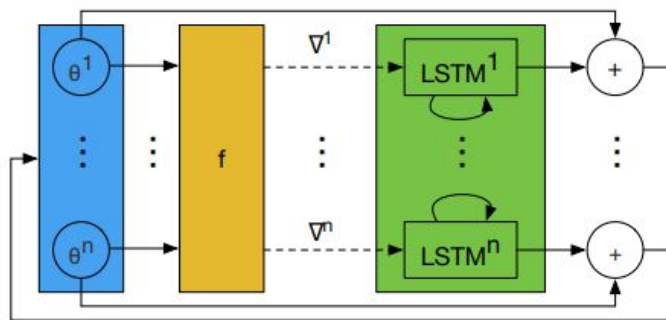 ∇¹
θ¹ LSTM¹ +
⋮ ⋮ f ⋮ ⋮ ⋮
∇ⁿ
θⁿ LSTMⁿ +